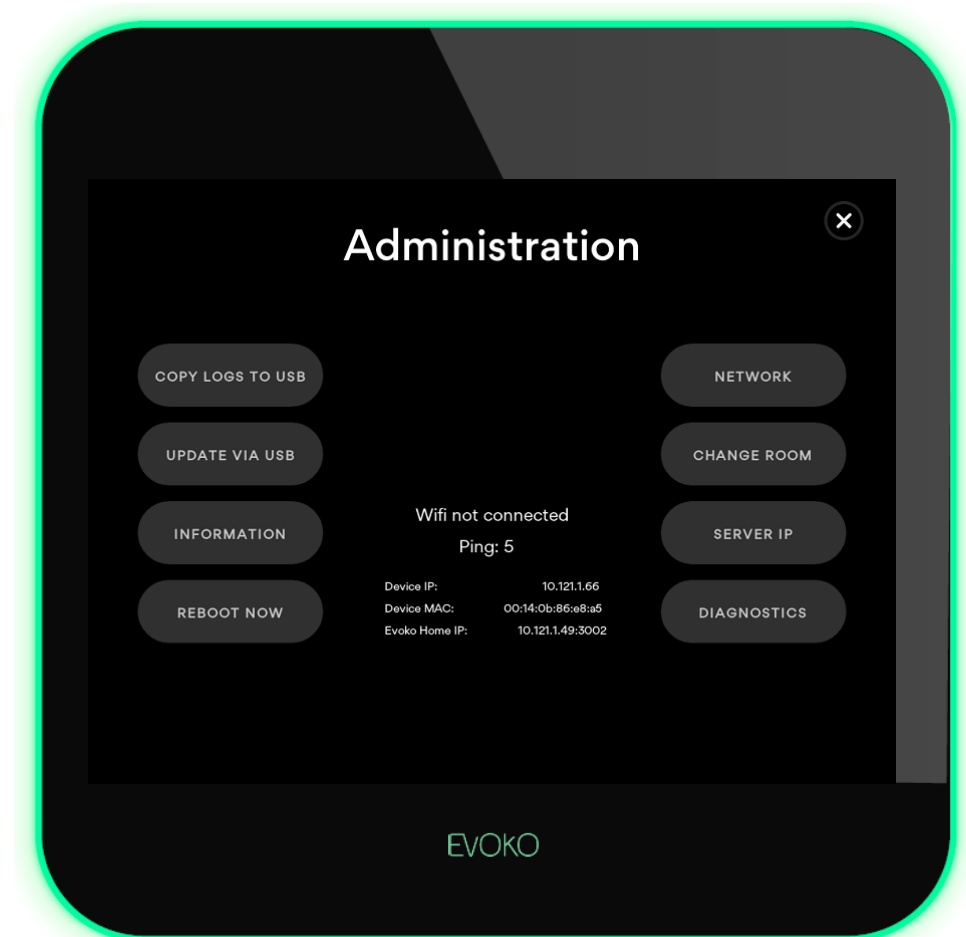 Administration
COPY LOGS TO USB
UPDATE VIA USB
INFORMATION
REBOOT NOW
Wifi not connected
Ping: 5
Device IP: 10.121.1.66
Device MAC: 00:14:0b:86:e8:a5
Evoko Home IP: 10.121.1.49:3002
NETWORK
CHANGE ROOM
SERVER IP
DIAGNOSTICS
EVOKO